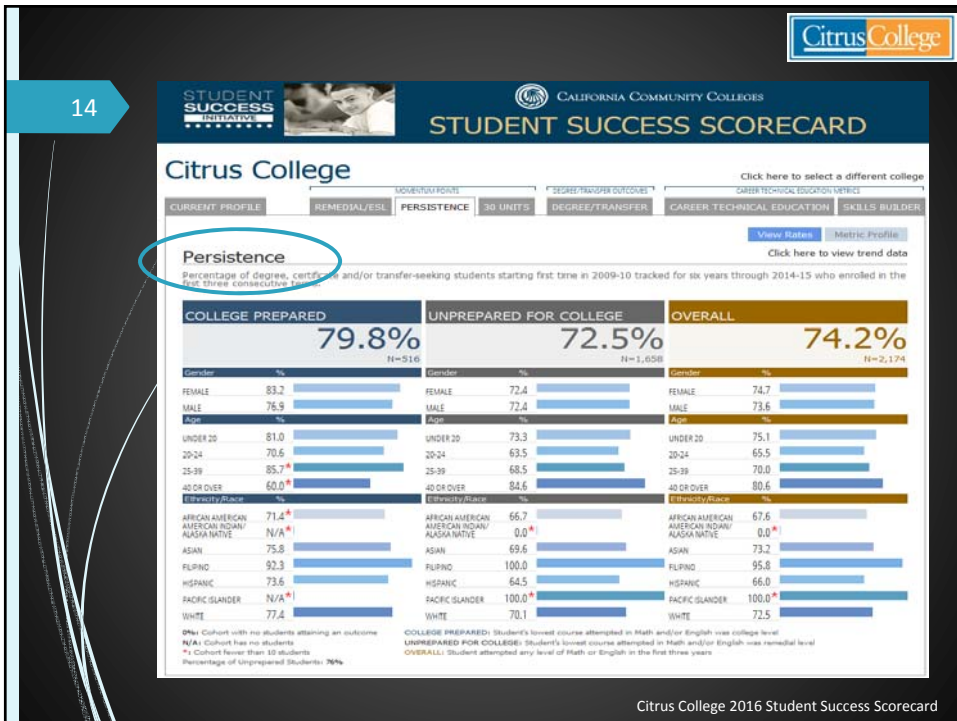 Citrus College
14
STUDENT
SUCCESS
INITIATIVE
CALIFORNIA COMMUNITY COLLEGES
STUDENT SUCCESS SCORECARD
Citrus College
Click here to select a different college
MOMENTUM POINTS DEGREE/TRANSFER OUTCOMES CAREER TECHNICAL EDUCATION METRICS
CURRENT PROFILE REMEDIAL/ESL PERSISTENCE 30 UNITS DEGREE/TRANSFER CAREER TECHNICAL EDUCATION SKILLS BUILDER
View Rates Metric Profile
Persistence Click here to view trend data
Percentage of degree, certificate and/or transfer-seeking students starting first time in 2009-10 tracked for six years through 2014-15 who enrolled in the
first three consecutive terms.
COLLEGE PREPARED UNPREPARED FOR COLLEGE OVERALL
79.8% 72.5% 74.2%
N=516 N=1,658 N=2,174
Gender % Gender % Gender %
FEMALE 83.2 FEMALE 72.4 FEMALE 74.7
MALE 76.9 MALE 72.4 MALE 73.6
Age % Age % Age %
UNDER 20 81.0 UNDER 20 73.3 UNDER 20 75.1
20-24 70.6 20-24 63.5 20-24 65.5
25-39 85.7* 25-39 68.5 25-39 70.0
40 OR OVER 60.0* 40 OR OVER 84.6 40 OR OVER 80.6
Ethnicity/Race % Ethnicity/Race % Ethnicity/Race %
AFRICAN AMERICAN 71.4* AFRICAN AMERICAN 66.7 AFRICAN AMERICAN 67.6
AMERICAN INDIAN/ AMERICAN INDIAN/ AMERICAN INDIAN/
ALASKA NATIVE N/A* ALASKA NATIVE 0.0* ALASKA NATIVE 0.0*
ASIAN 75.8 ASIAN 69.6 ASIAN 73.2
FILIPINO 92.3 FILIPINO 100.0 FILIPINO 95.8
HISPANIC 73.6 HISPANIC 64.5 HISPANIC 66.0
PACIFIC ISLANDER N/A* PACIFIC ISLANDER 100.0* PACIFIC ISLANDER 100.0*
WHITE 77.4 WHITE 70.1 WHITE 72.5
0%: Cohort with no students attaining an outcome COLLEGE PREPARED: Student's lowest course attempted in Math and/or English was college level
N/A: Cohort has no students UNPREPARED FOR COLLEGE: Student's lowest course attempted in Math and/or English was remedial level
*: Cohort fewer than 10 students OVERALL: Student attempted any level of Math or English in the first three years
Percentage of Unprepared Students: 76%
Citrus College 2016 Student Success Scorecard